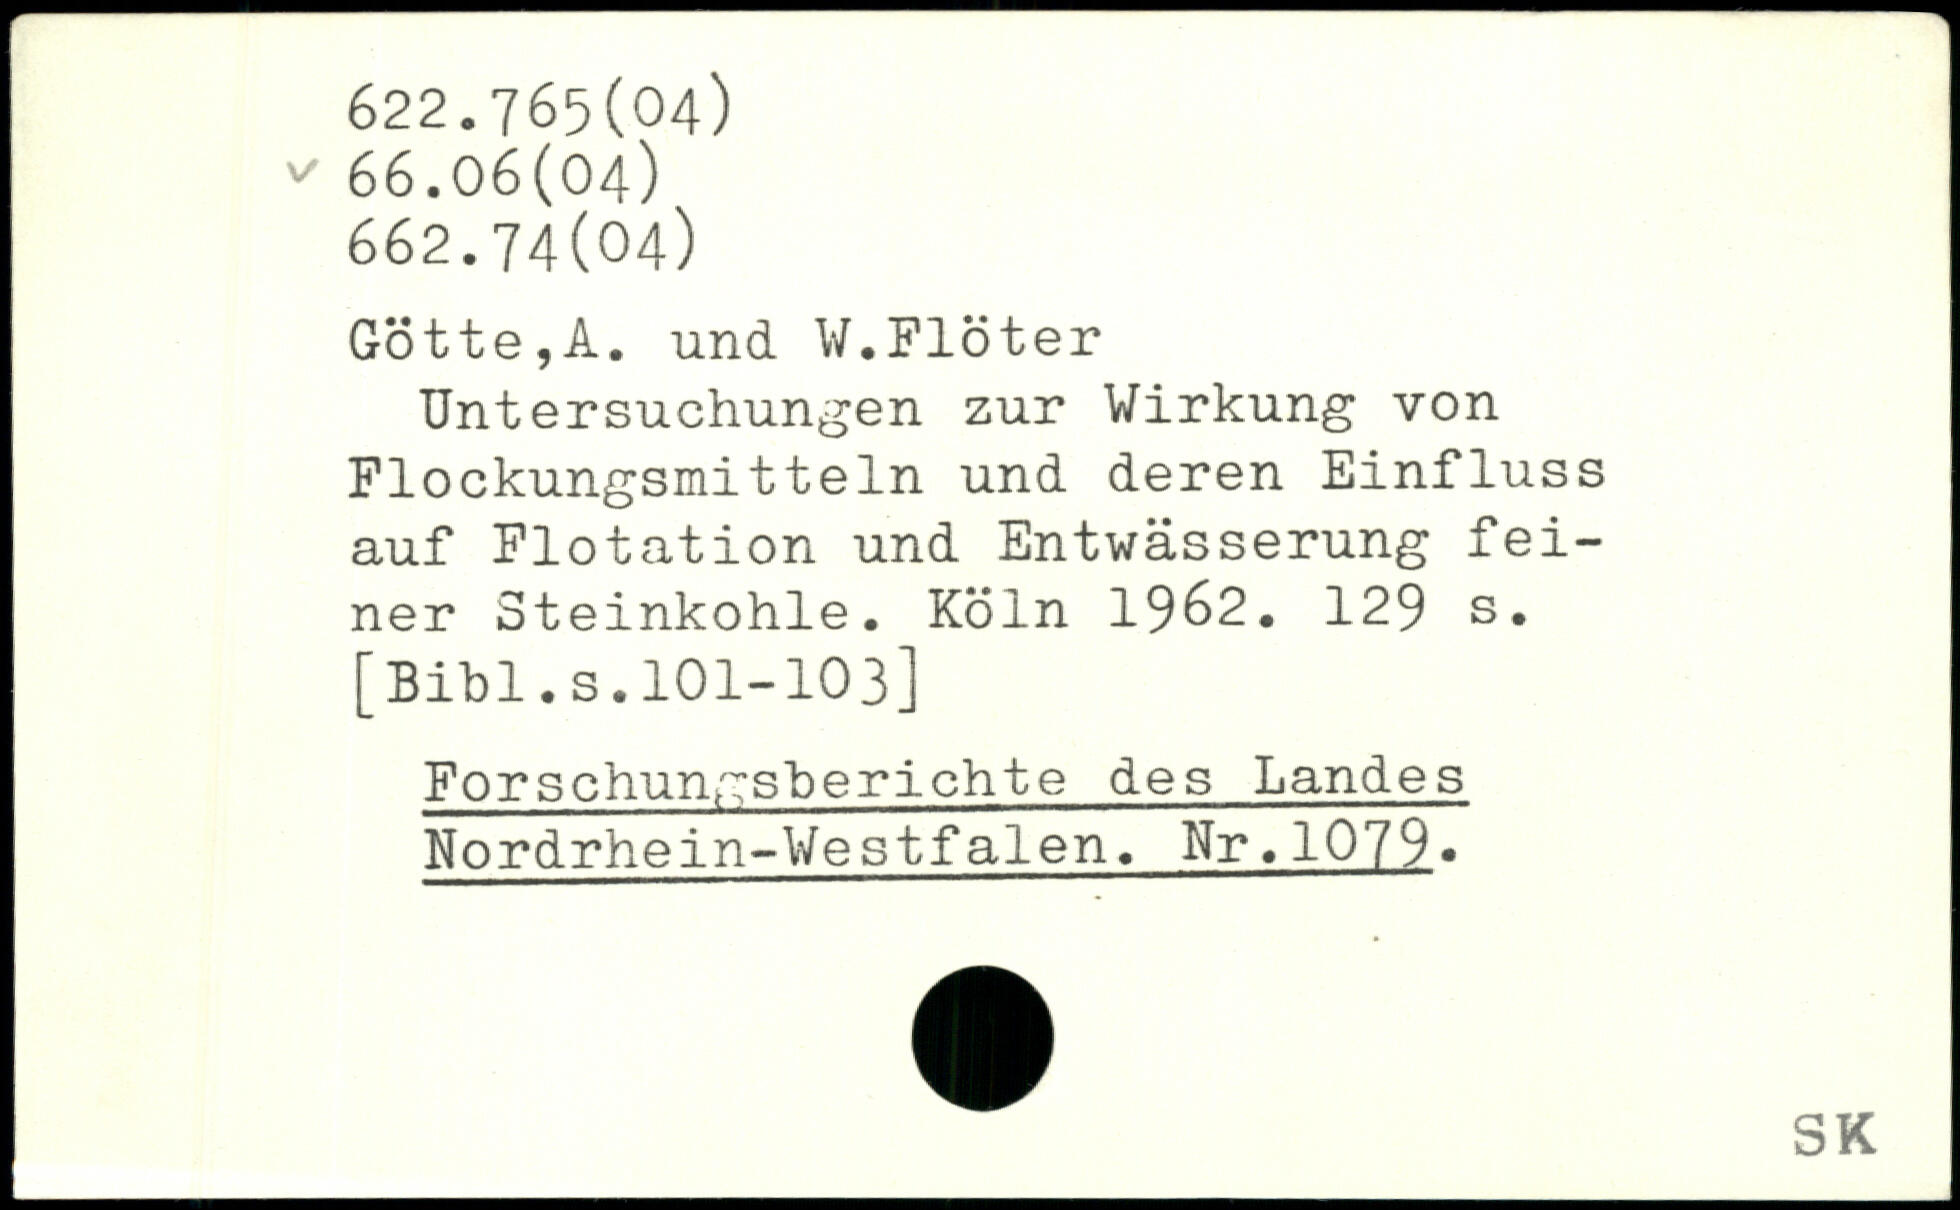 622.765(04)
✓ 66.06(04)
662.74(04)
Götte,A. und W.Flöter
Untersuchungen zur Wirkung von
Flockungsmitteln und deren Einfluss
auf Flotation und Entwässerung fei-
ner Steinkohle. Köln 1962. 129 s.
[Bibl.s.101-103]
Forschungsberichte des Landes
Nordrhein-Westfalen. Nr.1079.
SK